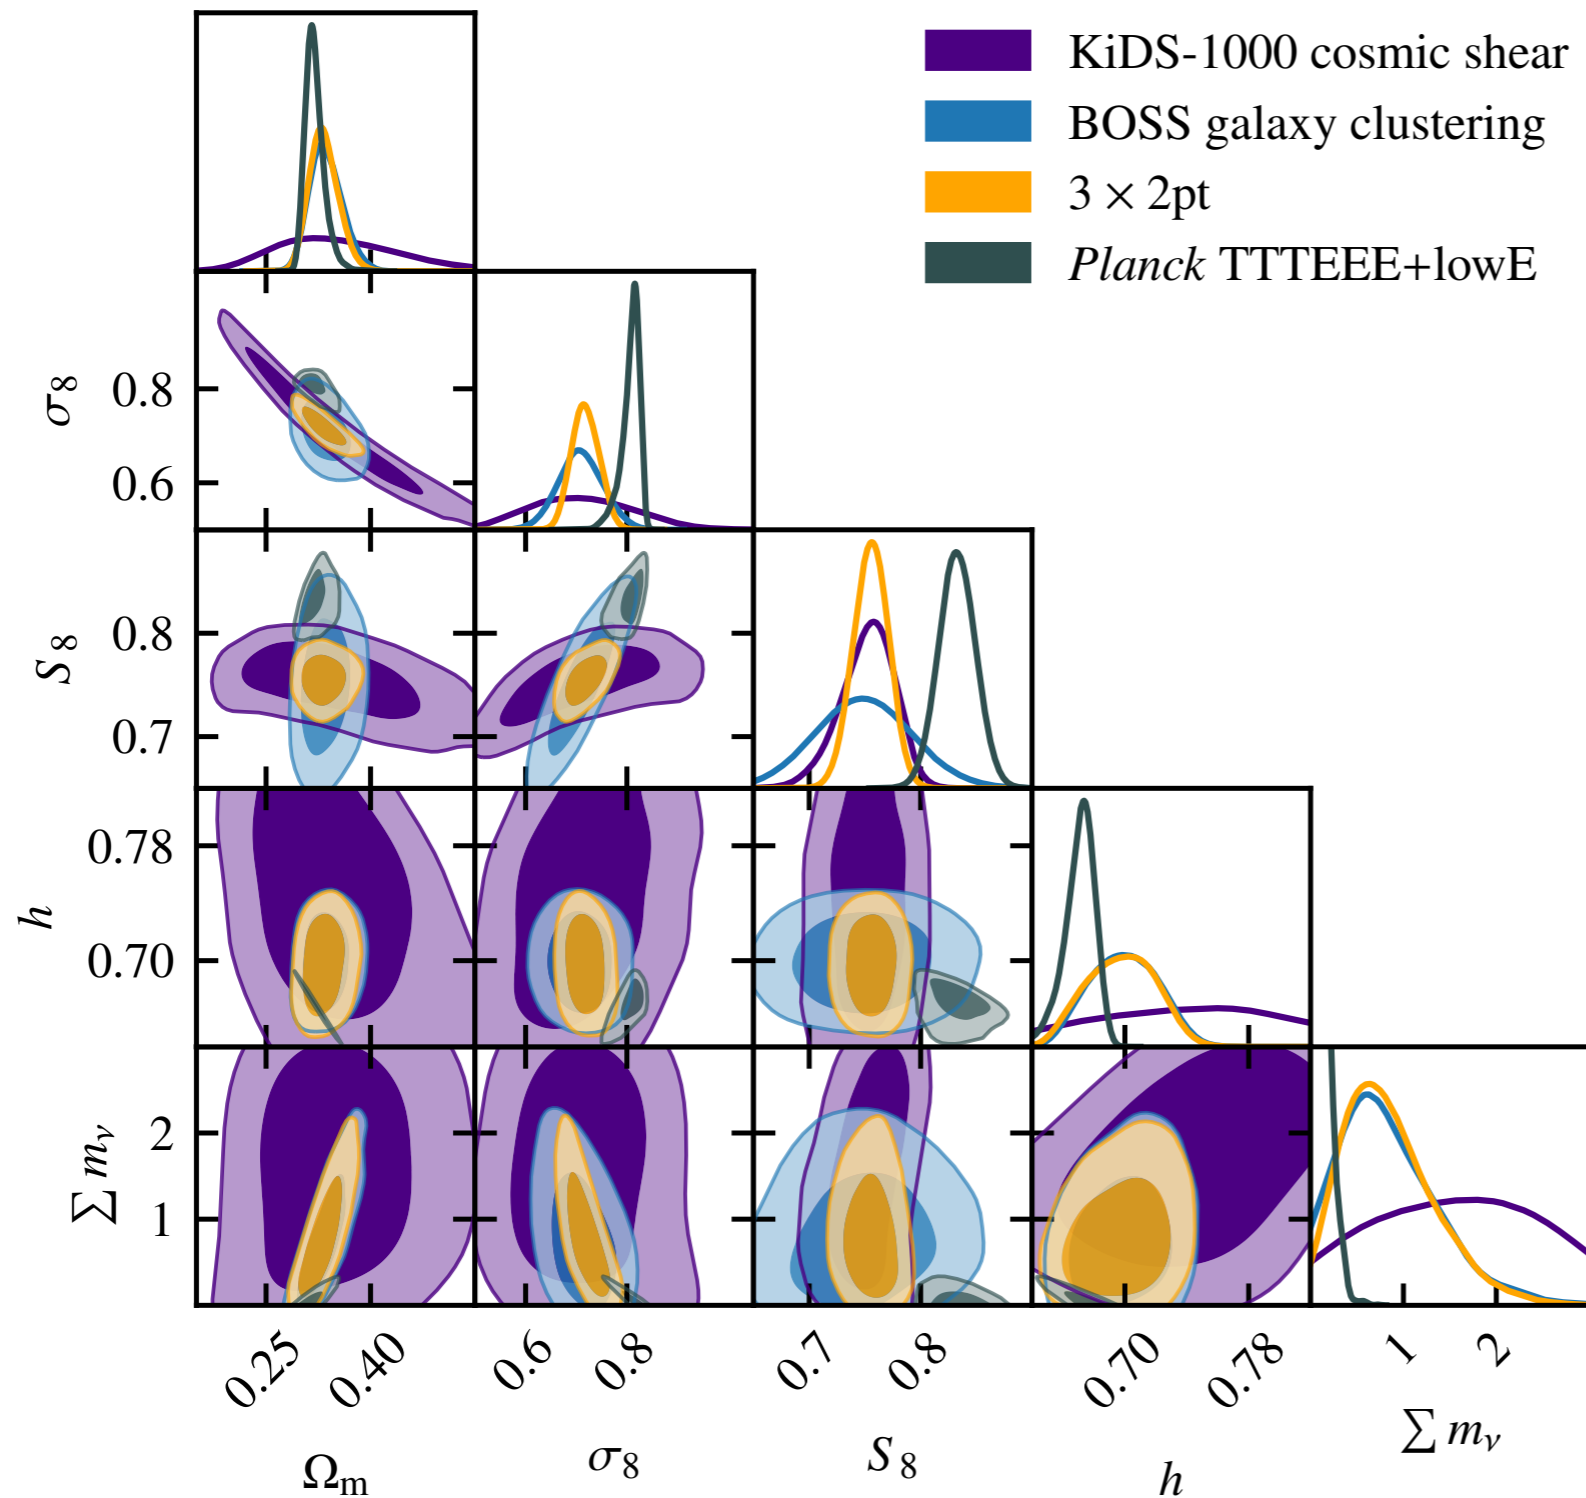 KiDS-1000 cosmic shear
BOSS galaxy clustering
3 × 2pt
Planck TTTEEE+lowE
σ8
0.8
0.6
S8
0.8
0.7
h
0.78
0.70
∑ mν
2
1
0.25 0.40 0.6 0.8 0.7 0.8 0.70 0.78 1 2
Ωm σ8 S8 h ∑ mν